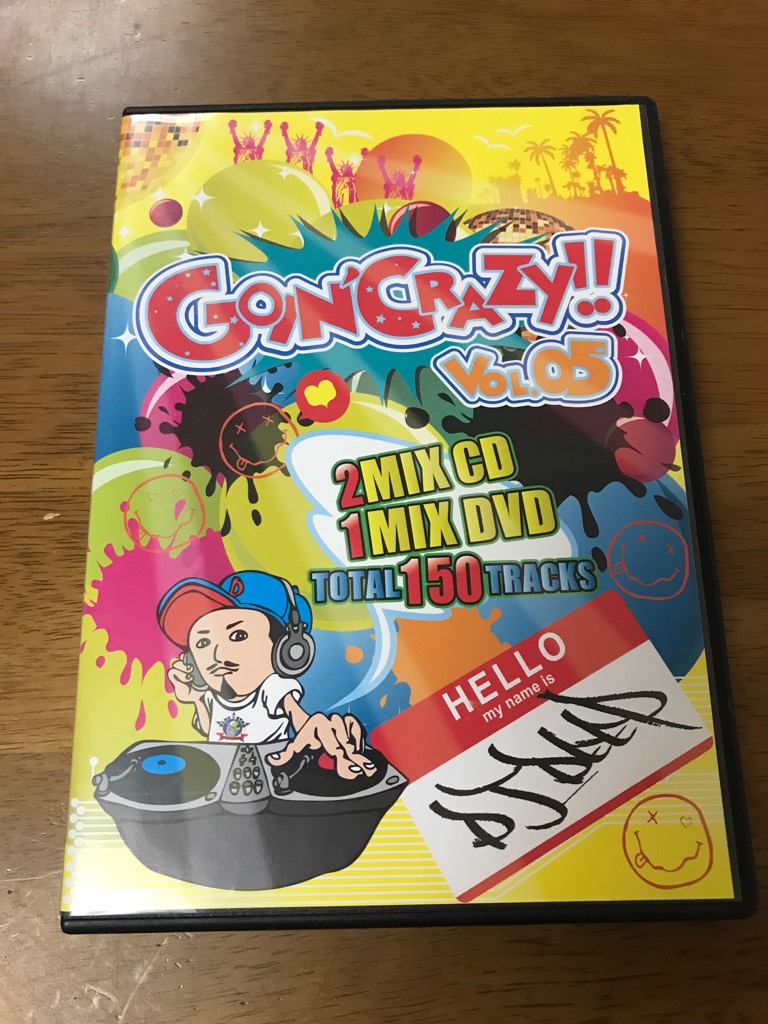 GOIN' CRAZY!!
VOL.05
2MIX CD
1MIX DVD
TOTAL 150 TRACKS
D
HELLO
my name is